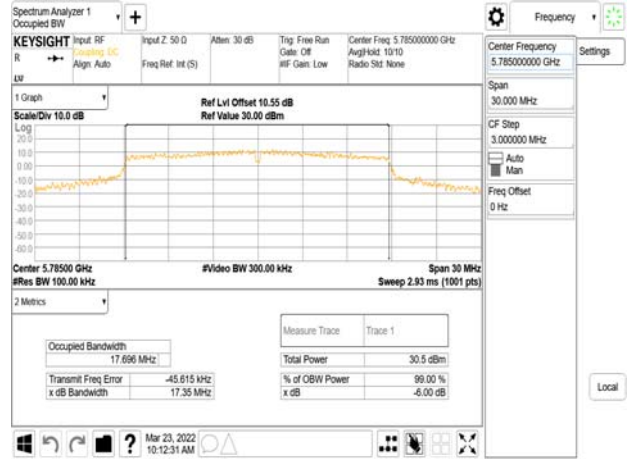 Spectrum Analyzer 1
Occupied BW
Frequency
KEYSIGHT
R
Input: RF
Coupling: DC
Align: Auto
Input Z: 50 Ω
Freq Ref: Int (S)
Atten: 30 dB
Trig: Free Run
Gate: Off
#IF Gain: Low
Center Freq: 5.785000000 GHz
Avg|Hold: 10/10
Radio Std: None
1 Graph
Scale/Div 10.0 dB
Ref Lvl Offset 10.55 dB
Ref Value 30.00 dBm
Log
20.0
10.0
0.00
-10.0
-20.0
-30.0
-40.0
-50.0
-60.0
Center 5.78500 GHz
#Res BW 100.00 kHz
#Video BW 300.00 kHz
Span 30 MHz
Sweep 2.93 ms (1001 pts)
2 Metrics
Occupied Bandwidth
17.696 MHz
Transmit Freq Error -45.615 kHz
x dB Bandwidth 17.35 MHz
Measure Trace Trace 1
Total Power 30.5 dBm
% of OBW Power 99.00 %
x dB -6.00 dB
Center Frequency
5.785000000 GHz
Settings
Span
30.000 MHz
CF Step
3.000000 MHz
Auto
Man
Freq Offset
0 Hz
Local
?
Mar 23, 2022
10:12:31 AM